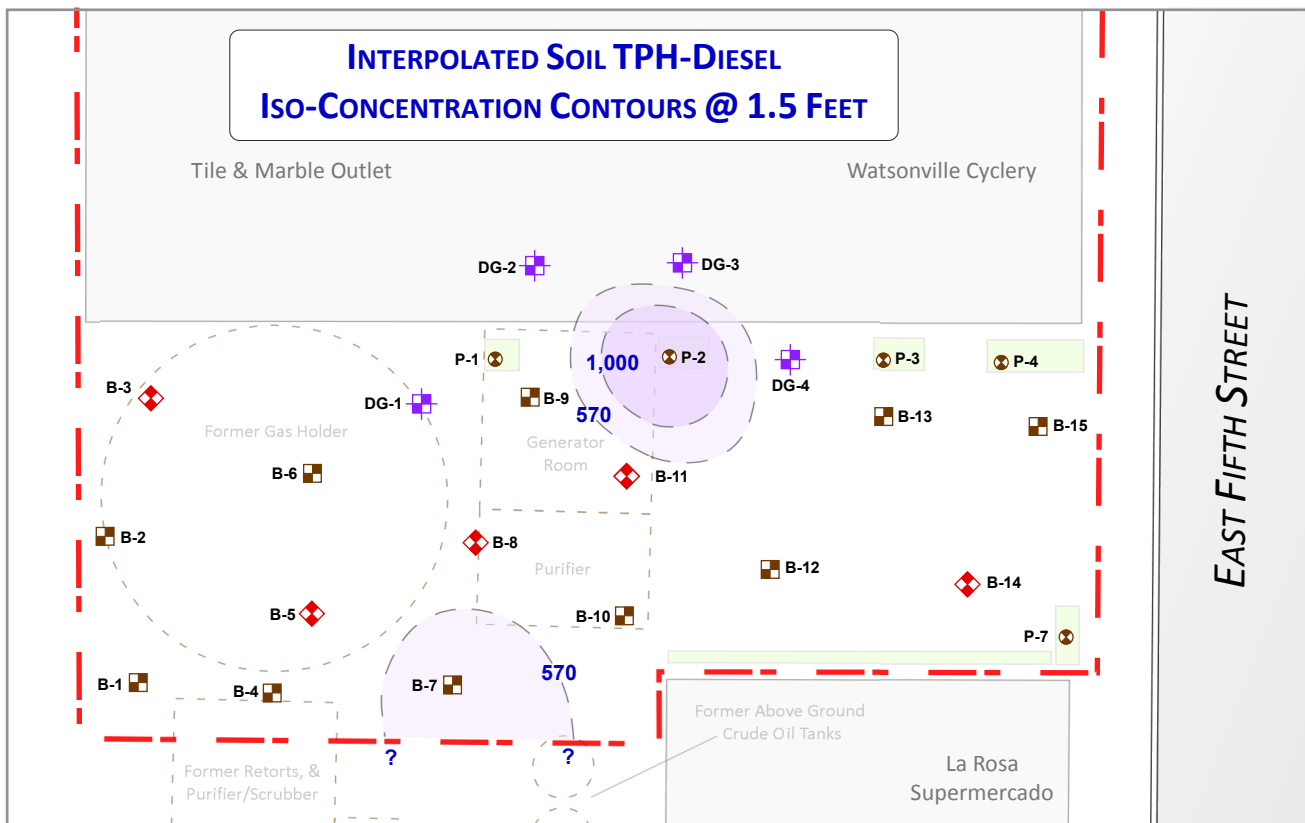 INTERPOLATED SOIL TPH-DIESEL
ISO-CONCENTRATION CONTOURS @ 1.5 FEET
Tile & Marble Outlet
Watsonville Cyclery
DG-2
DG-3
EAST FIFTH STREET
P-1
1,000
P-2
DG-4
P-3
P-4
B-3
DG-1
B-9
570
B-13
B-15
Former Gas Holder
Generator
Room
B-6
B-11
B-2
B-8
Purifier
B-12
B-14
B-5
B-10
P-7
B-1
B-4
B-7
570
?
?
Former Above Ground
Crude Oil Tanks
Former Retorts, &
Purifier/Scrubber
La Rosa
Supermercado